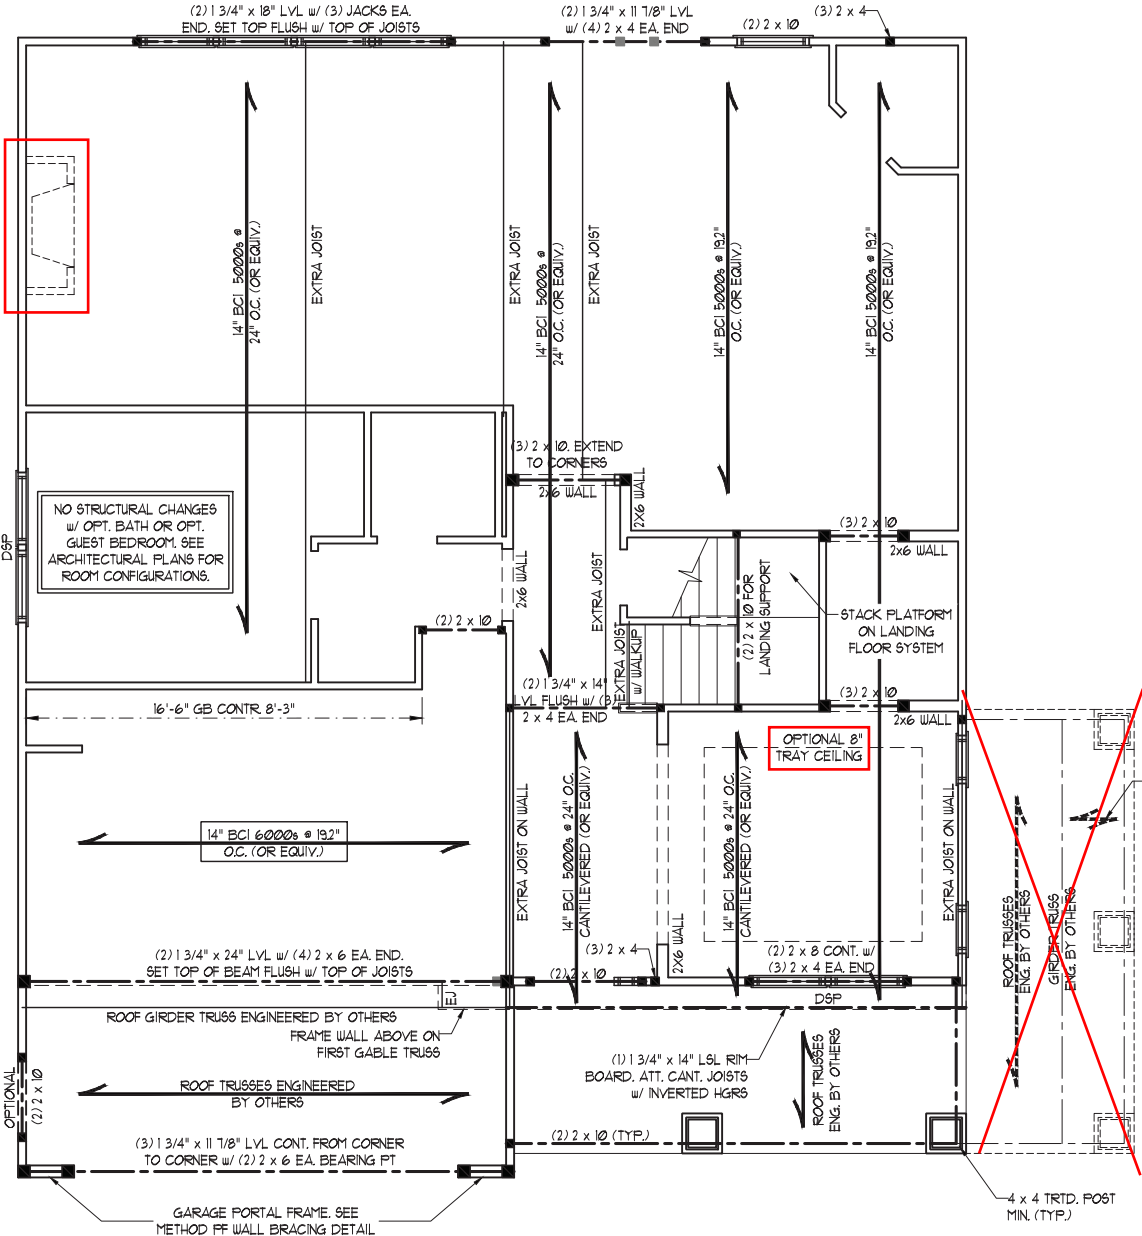 (2) 1 3/4" x 18" LVL w/ (3) JACKS EA.
END. SET TOP FLUSH w/ TOP OF JOISTS
(2) 1 3/4" x 11 7/8" LVL
w/ (4) 2 x 4 EA. END
(2) 2 x 10
(3) 2 x 4
14" BCI 5000s @
24" O.C. (OR EQUIV.)
EXTRA JOIST
EXTRA JOIST
14" BCI 5000s @
24" O.C. (OR EQUIV.)
EXTRA JOIST
14" BCI 5000s @ 19.2"
O.C. (OR EQUIV.)
14" BCI 5000s @ 19.2"
O.C. (OR EQUIV.)
(3) 2 x 10. EXTEND
TO CORNERS
2x6 WALL
2X6 WALL
NO STRUCTURAL CHANGES
w/ OPT. BATH OR OPT.
GUEST BEDROOM. SEE
ARCHITECTURAL PLANS FOR
ROOM CONFIGURATIONS.
DSP
2x6 WALL
EXTRA JOIST
(2) 2 x 10
(3) 2 x 10
2x6 WALL
(2) 2 x 10 FOR
LANDING SUPPORT
STACK PLATFORM
ON LANDING
FLOOR SYSTEM
EXTRA JOIST
w/ WALKUP
(2) 1 3/4" x 14"
LVL FLUSH w/ (3)
2 x 4 EA. END
(3) 2 x 10
2x6 WALL
16'-6" GB CONTR. 8'-3"
OPTIONAL 8"
TRAY CEILING
14" BCI 6000s @ 19.2"
O.C. (OR EQUIV.)
EXTRA JOIST ON WALL
14" BCI 5000s @ 24" O.C.
CANTILEVERED (OR EQUIV.)
14" BCI 5000s @ 24" O.C.
CANTILEVERED (OR EQUIV.)
EXTRA JOIST ON WALL
ROOF TRUSSES
ENG. BY OTHERS
GIRDER TRUSS
ENG. BY OTHERS
(2) 1 3/4" x 24" LVL w/ (4) 2 x 6 EA. END.
SET TOP OF BEAM FLUSH w/ TOP OF JOISTS
(3) 2 x 4
2X6 WALL
(2) 2 x 10
(2) 2 x 8 CONT. w/
(3) 2 x 4 EA. END
DSP
EJ
ROOF GIRDER TRUSS ENGINEERED BY OTHERS
FRAME WALL ABOVE ON
FIRST GABLE TRUSS
(1) 1 3/4" x 14" LSL RIM
BOARD. ATT. CANT. JOISTS
w/ INVERTED HGRS
ROOF TRUSSES
ENG. BY OTHERS
OPTIONAL
(2) 2 x 10
ROOF TRUSSES ENGINEERED
BY OTHERS
(3) 1 3/4" x 11 7/8" LVL CONT. FROM CORNER
TO CORNER w/ (2) 2 x 6 EA. BEARING PT
(2) 2 x 10 (TYP.)
4 x 4 TRTD. POST
MIN. (TYP.)
GARAGE PORTAL FRAME. SEE
METHOD PF WALL BRACING DETAIL